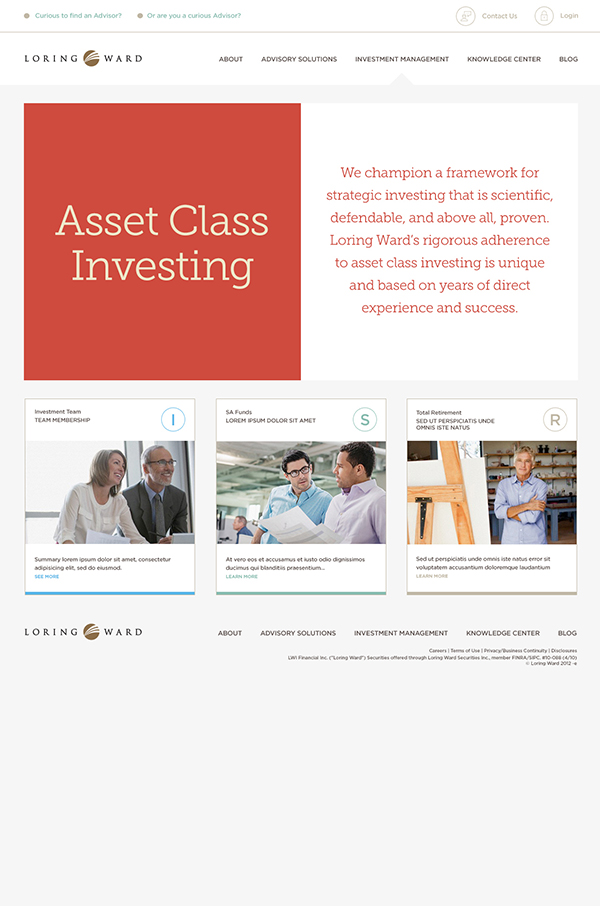 Curious to find an Advisor? Or are you a curious Advisor? Contact Us Login
LORING WARD ABOUT ADVISORY SOLUTIONS INVESTMENT MANAGEMENT KNOWLEDGE CENTER BLOG
Asset Class
Investing
We champion a framework for
strategic investing that is scientific,
defendable, and above all, proven.
Loring Ward's rigorous adherence
to asset class investing is unique
and based on years of direct
experience and success.
Investment Team
TEAM MEMBERSHIP
I
Summary lorem ipsum dolor sit amet, consectetur
adipisicing elit, sed do eiusmod.
SEE MORE
SA Funds
LOREM IPSUM DOLOR SIT AMET
S
At vero eos et accusamus et iusto odio dignissimos
ducimus qui blanditiis praesentium...
LEARN MORE
Total Retirement
SED UT PERSPICIATIS UNDE
OMNIS ISTE NATUS
R
Sed ut perspiciatis unde omnis iste natus error sit
voluptatem accusantium doloremque laudantium
LEARN MORE
LORING WARD ABOUT ADVISORY SOLUTIONS INVESTMENT MANAGEMENT KNOWLEDGE CENTER BLOG
Careers | Terms of Use | Privacy/Business Continuity | Disclosures
LWI Financial Inc. ("Loring Ward") Securities offered through Loring Ward Securities Inc., member FINRA/SIPC. #10-088 (4/10)
© Loring Ward 2012 -e